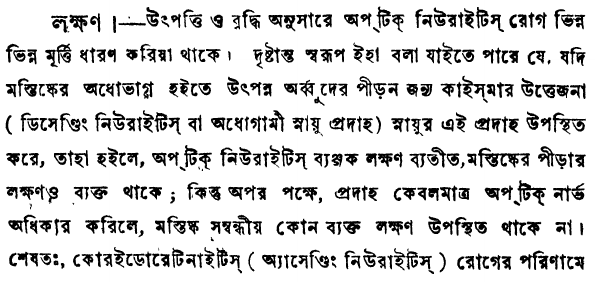 লক্ষণ।—উৎপত্তি ও বৃদ্ধি অনুসারে অপ্‌টিক্ নিউরাইটিস্ রোগ ভিন্ন
ভিন্ন মূর্ত্তি ধারণ করিয়া থাকে। দৃষ্টান্ত স্বরূপ ইহা বলা যাইতে পারে যে, যদি
মস্তিষ্কের অধোভাগ হইতে উৎপন্ন অর্ব্বুদের পীড়ন জন্য কাইস্‌মার উত্তেজনা
( ডিসেণ্ডিং নিউরাইটিস্ বা অধোগামী স্নায়ু প্রদাহ ) স্নায়ুর এই প্রদাহ উপস্থিত
করে, তাহা হইলে, অপ্‌টিক্ নিউরাইটিস্ ব্যঞ্জক লক্ষণ ব্যতীত, মস্তিষ্কের পীড়ার
লক্ষণও ব্যক্ত থাকে ; কিন্তু অপর পক্ষে, প্রদাহ কেবলমাত্র অপ্‌টিক্ নার্ভ
অধিকার করিলে, মস্তিষ্ক সম্বন্ধীয় কোন ব্যক্ত লক্ষণ উপস্থিত থাকে না।
শেষতঃ, কোরইডোরেটিনাইটিস্ ( অ্যাসেণ্ডিং নিউরাইটিস্ ) রোগের পরিণামে